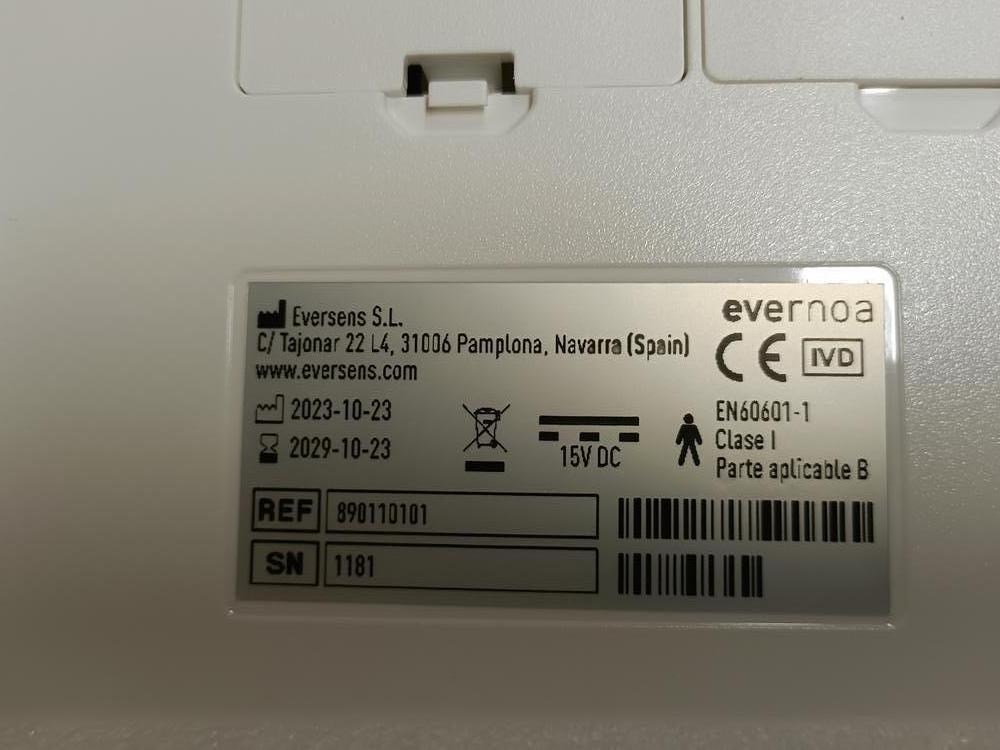 Eversens S.L.
C/ Tajonar 22 L4, 31006 Pamplona, Navarra (Spain)
www.eversens.com
evernoa
CE IVD
2023-10-23
2029-10-23
15V DC
EN60601-1
Clase I
Parte aplicable B
REF 890110101
SN 1181